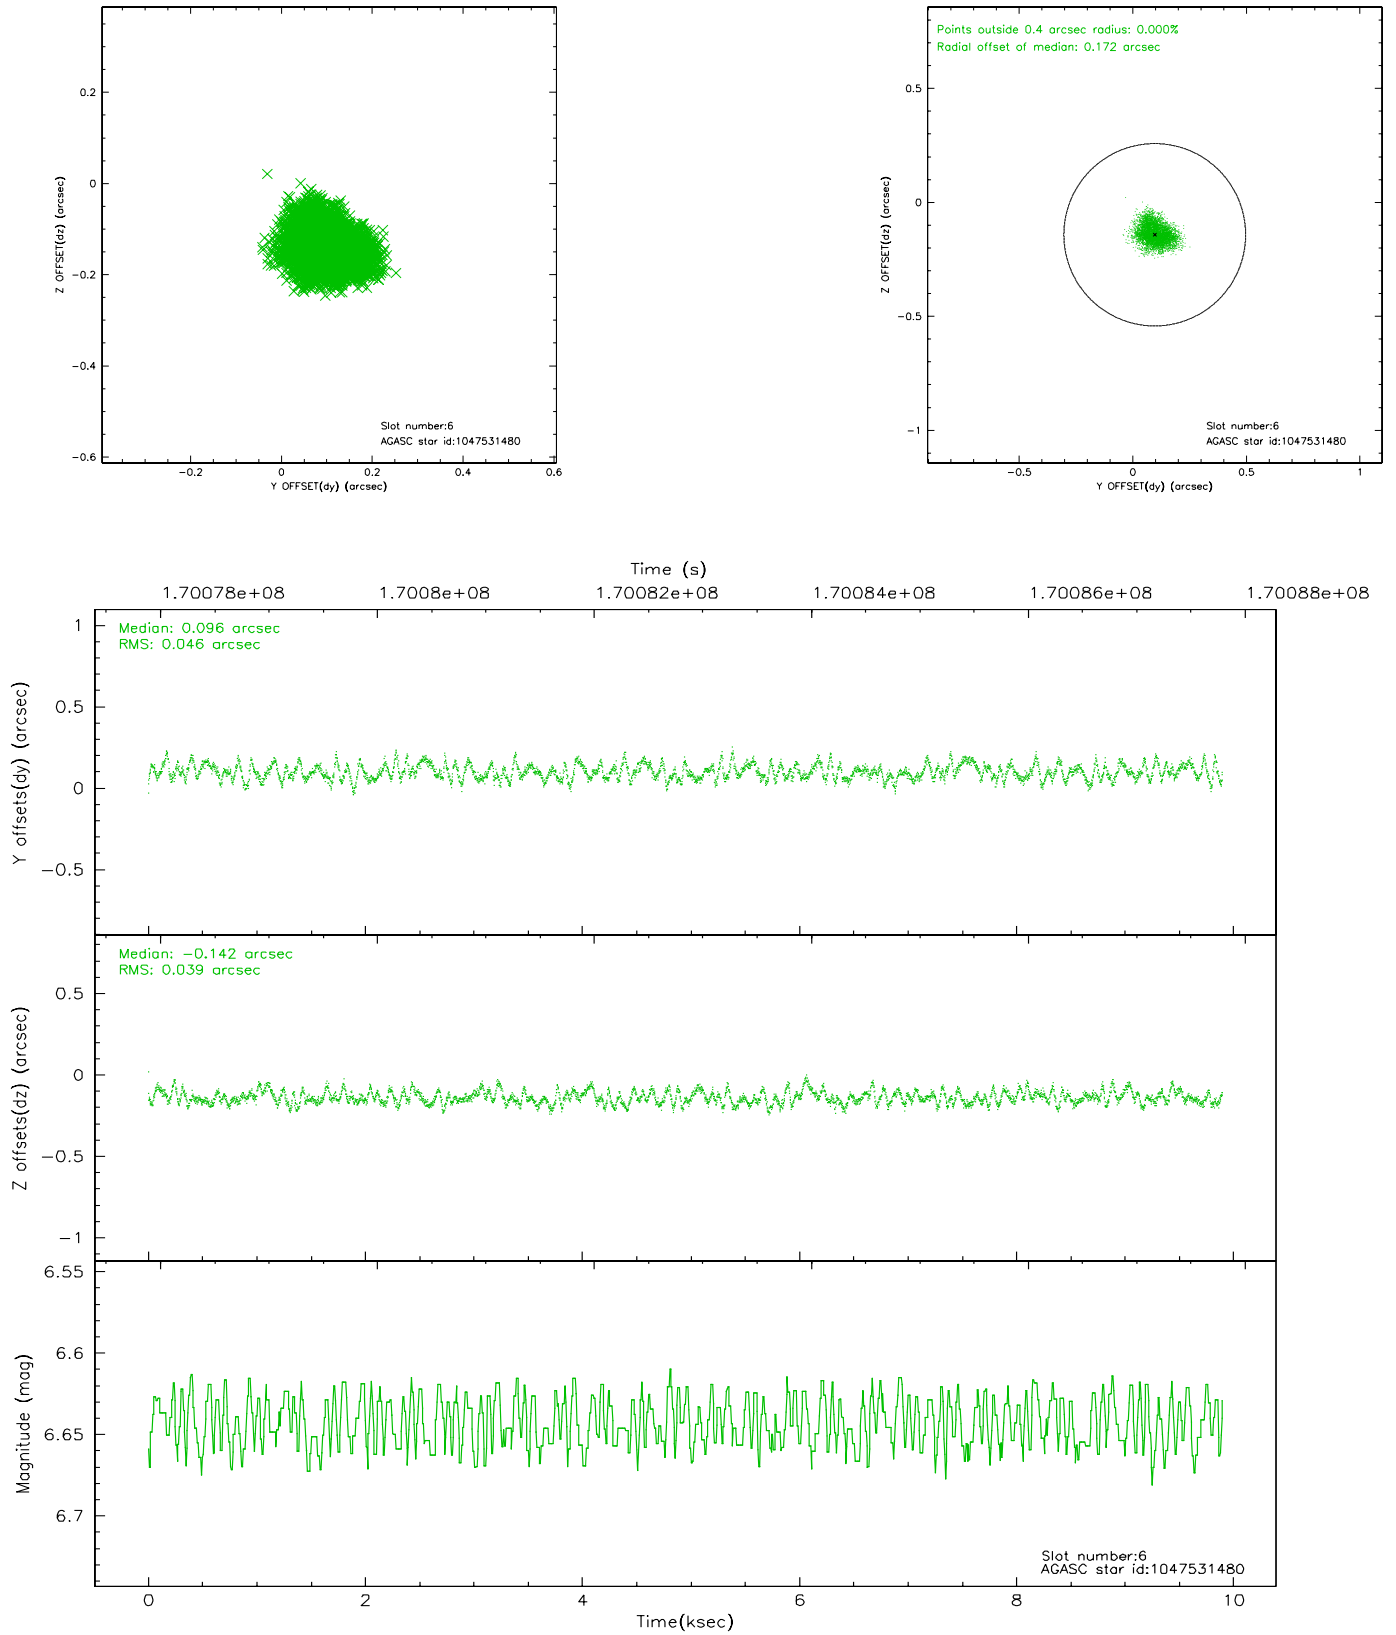 0.2
0
−0.2
−0.4
−0.6
Z OFFSET(dz) (arcsec)
Slot number:6
AGASC star id:1047531480
−0.2 0 0.2 0.4 0.6
Y OFFSET(dy) (arcsec)
Points outside 0.4 arcsec radius: 0.000%
Radial offset of median: 0.172 arcsec
0.5
0
−0.5
−1
Z OFFSET(dz) (arcsec)
Slot number:6
AGASC star id:1047531480
−0.5 0 0.5 1
Y OFFSET(dy) (arcsec)
Time (s)
1.70078e+08 1.7008e+08 1.70082e+08 1.70084e+08 1.70086e+08 1.70088e+08
Median: 0.096 arcsec
RMS: 0.046 arcsec
1
0.5
0
−0.5
Y offsets(dy) (arcsec)
Median: −0.142 arcsec
RMS: 0.039 arcsec
0.5
0
−0.5
−1
Z offsets(dz) (arcsec)
6.55
6.6
6.65
6.7
Magnitude (mag)
Slot number:6
AGASC star id:1047531480
0 2 4 6 8 10
Time(ksec)